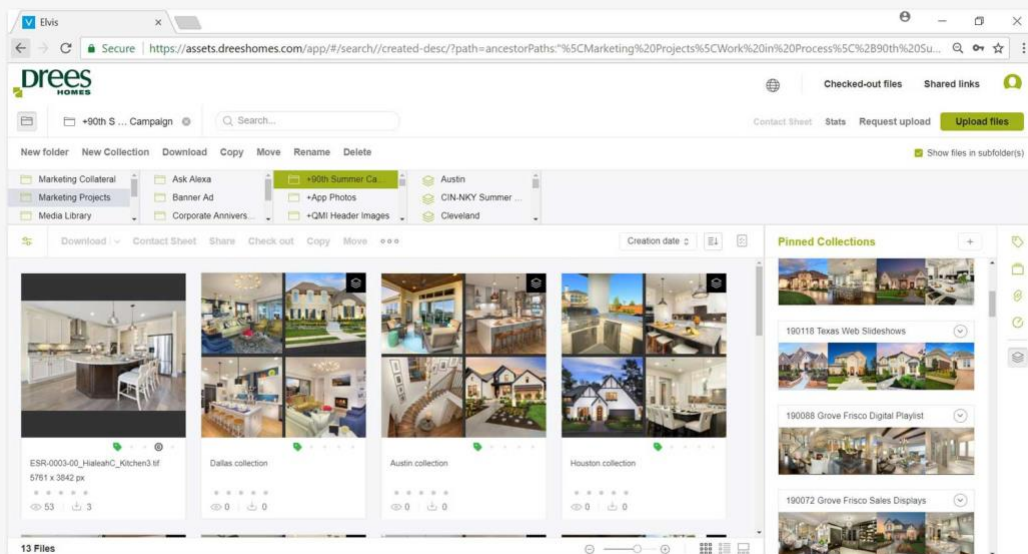 Elvis
Secure https://assets.dreeshomes.com/app/#/search//created-desc/?path=ancestorPaths:"%5CMarketing%20Projects%5CWork%20in%20Process%5C%2B90th%20Su...
Drees
HOMES
Checked-out files Shared links
+90th S ... Campaign Search... Contact Sheet Stats Request upload Upload files
New folder New Collection Download Copy Move Rename Delete Show files in subfolder(s)
Marketing Collateral Ask Alexa +90th Summer Ca... Austin
Marketing Projects Banner Ad +App Photos CIN-NKY Summer ...
Media Library Corporate Annivers... +QMI Header Images Cleveland
Download Contact Sheet Share Check out Copy Move Creation date Pinned Collections
190118 Texas Web Slideshows
190088 Grove Frisco Digital Playlist
ESR-0003-00_HialeahC_Kitchen3.tif Dallas.collection Austin.collection Houston.collection
5761 x 3842 px
190072 Grove Frisco Sales Displays
53 3 0 0 0 0 0 0
13 Files